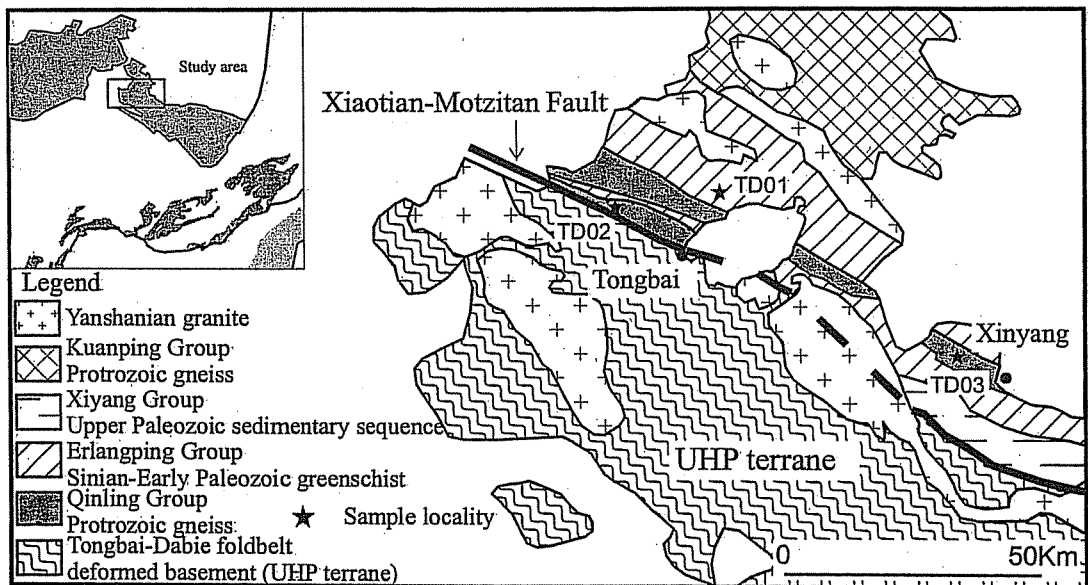 Study area
Xiaotian-Motzitan Fault
TD01
TD02
Tongbai
Xinyang
TD03
UHP terrane
Legend
Yanshanian granite
Kuanping Group
Protrozoic gneiss
Xiyang Group
Upper Paleozoic sedimentary sequence
Erlangping Group
Sinian-Early Paleozoic greenschist
Qinling Group
Protrozoic gneiss
Sample locality
Tongbai-Dabie foldbelt
deformed basement (UHP terrane)
0 50Km